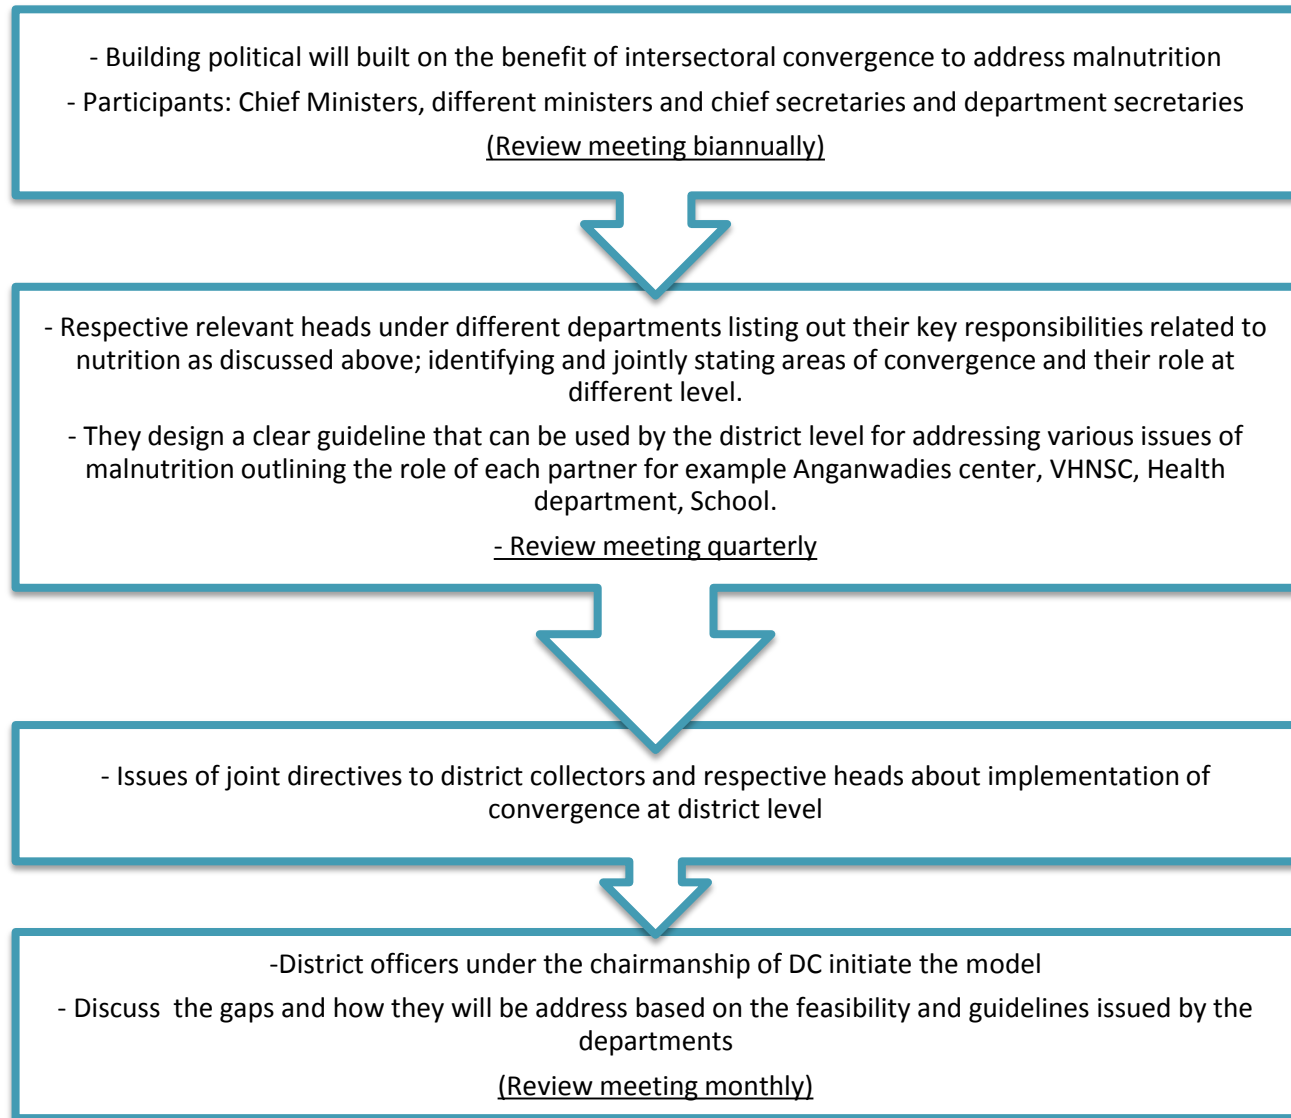 - Building political will built on the benefit of intersectoral convergence to address malnutrition
- Participants: Chief Ministers, different ministers and chief secretaries and department secretaries
(Review meeting biannually)
- Respective relevant heads under different departments listing out their key responsibilities related to
nutrition as discussed above; identifying and jointly stating areas of convergence and their role at
different level.
- They design a clear guideline that can be used by the district level for addressing various issues of
malnutrition outlining the role of each partner for example Anganwadies center, VHNSC, Health
department, School.
- Review meeting quarterly
- Issues of joint directives to district collectors and respective heads about implementation of
convergence at district level
-District officers under the chairmanship of DC initiate the model
- Discuss  the gaps and how they will be address based on the feasibility and guidelines issued by the
departments
(Review meeting monthly)